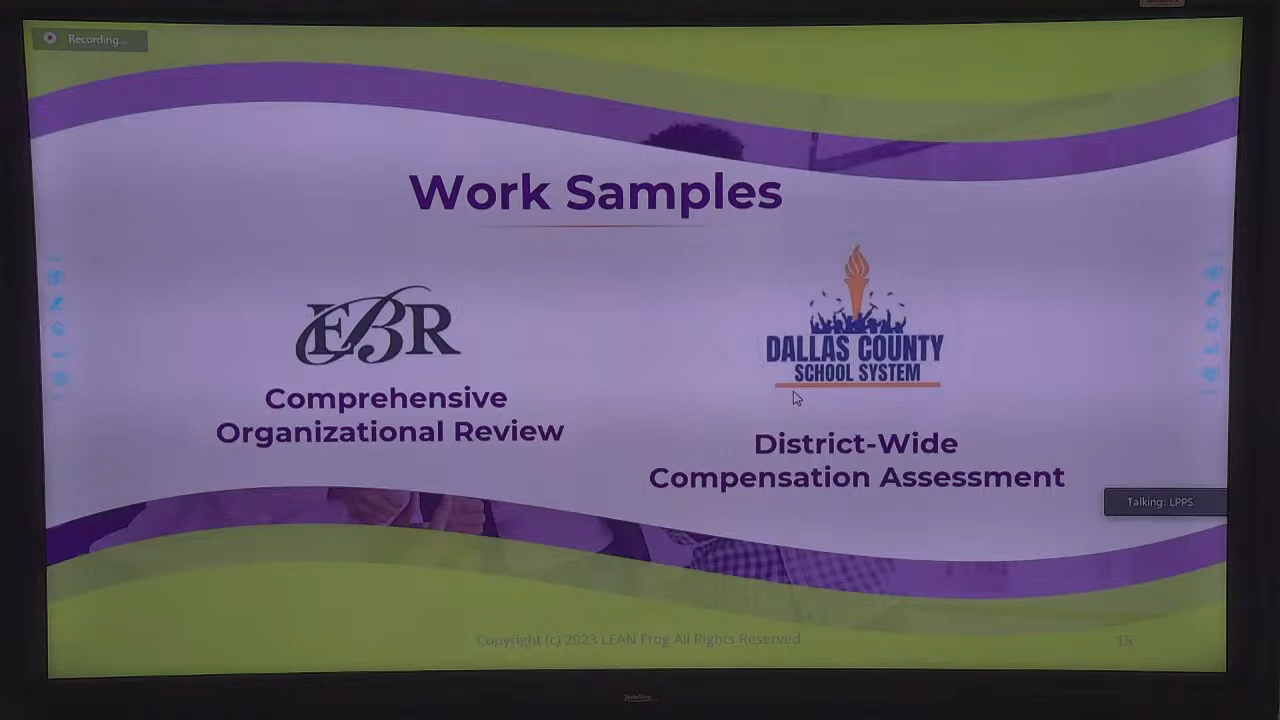 Recording...
Work Samples
EBR
Comprehensive
Organizational Review
DALLAS COUNTY
SCHOOL SYSTEM
District-Wide
Compensation Assessment
Talking: LPPS
Copyright (c) 2023 LEAN Frog All Rights Reserved
15